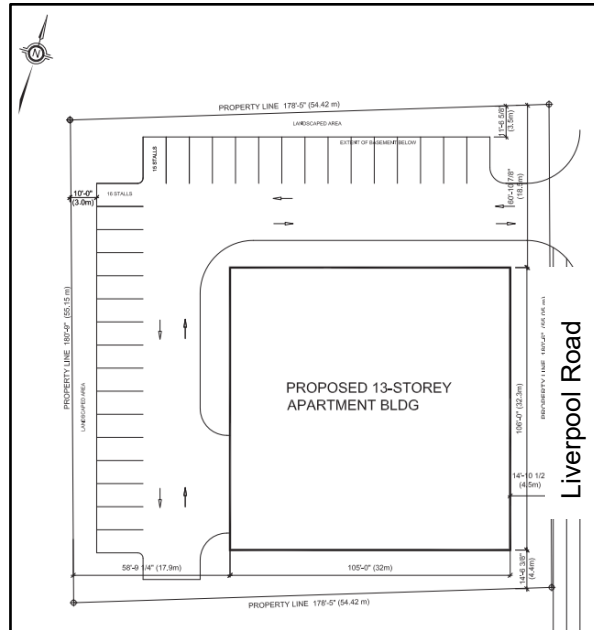 N
PROPERTY LINE 178'-5" (54.42 m)
LANDSCAPED AREA
11'-6 5/8"
(3.5m)
EXTENT OF BASEMENT BELOW
15 STALLS
16 STALLS
10'-0"
(3.0m)
60'-10 7/8"
PROPERTY LINE 180'-9" (55.15 m)
LANDSCAPED AREA
PROPOSED 13-STOREY
APARTMENT BLDG
106'-0" (32.3m)
PROPERTY LINE
Liverpool Road
14'-10 1/2
(4.5m)
58'-9 1/4" (17.9m)
105'-0" (32m)
14'-6 3/8"
(4.4m)
PROPERTY LINE 178'-5" (54.42 m)